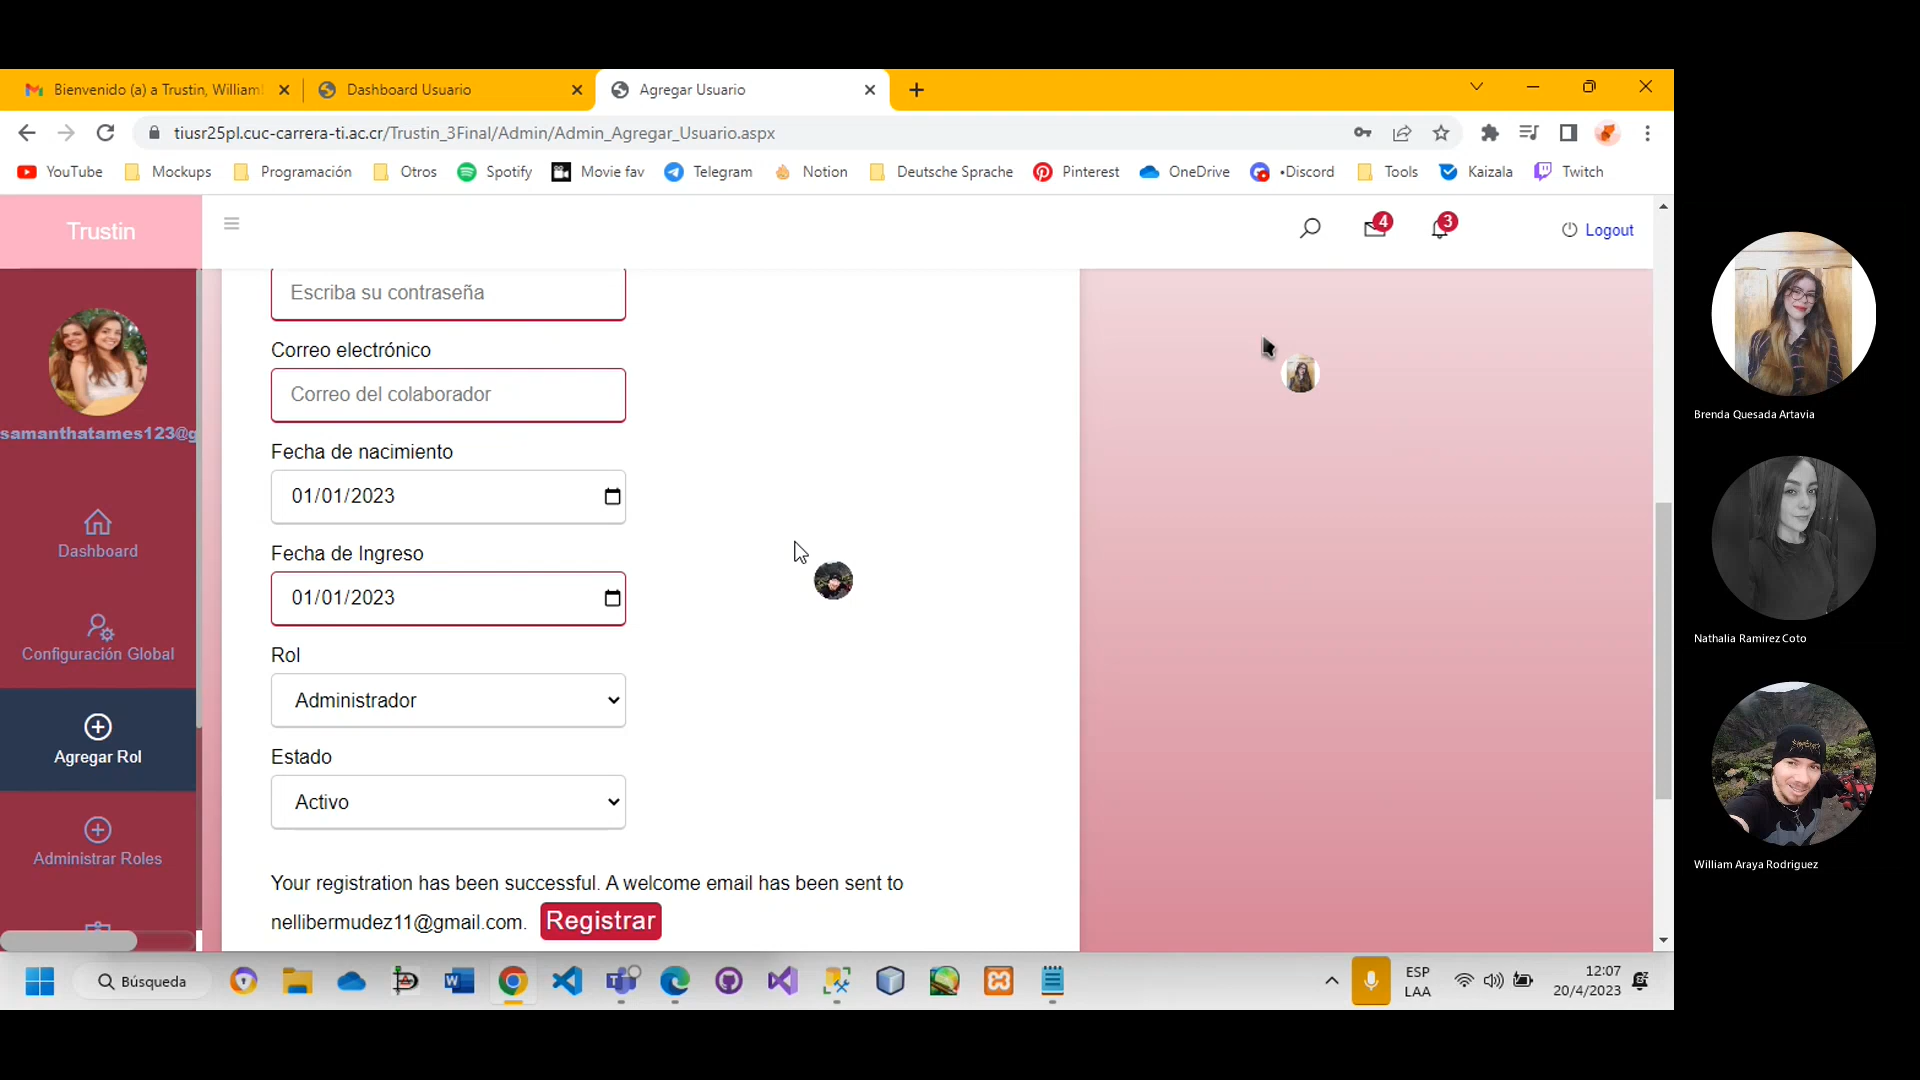 Bienvenido (a) a Trustin, William!
Dashboard Usuario
Agregar Usuario
tiusr25pl.cuc-carrera-ti.ac.cr/Trustin_3Final/Admin/Admin_Agregar_Usuario.aspx
YouTube
Mockups
Programación
Otros
Spotify
Movie fav
Telegram
Notion
Deutsche Sprache
Pinterest
OneDrive
•Discord
Tools
Kaizala
Twitch
Trustin
4
3
Logout
samanthatames123@g
Dashboard
Configuración Global
Agregar Rol
Administrar Roles
Escriba su contraseña
Correo electrónico
Correo del colaborador
Fecha de nacimiento
01/01/2023
Fecha de Ingreso
01/01/2023
Rol
Administrador
Estado
Activo
Your registration has been successful. A welcome email has been sent to
nellibermudez11@gmail.com. Registrar
Brenda Quesada Artavia
Nathalia Ramirez Coto
William Araya Rodriguez
Búsqueda
ESP
LAA
12:07
20/4/2023